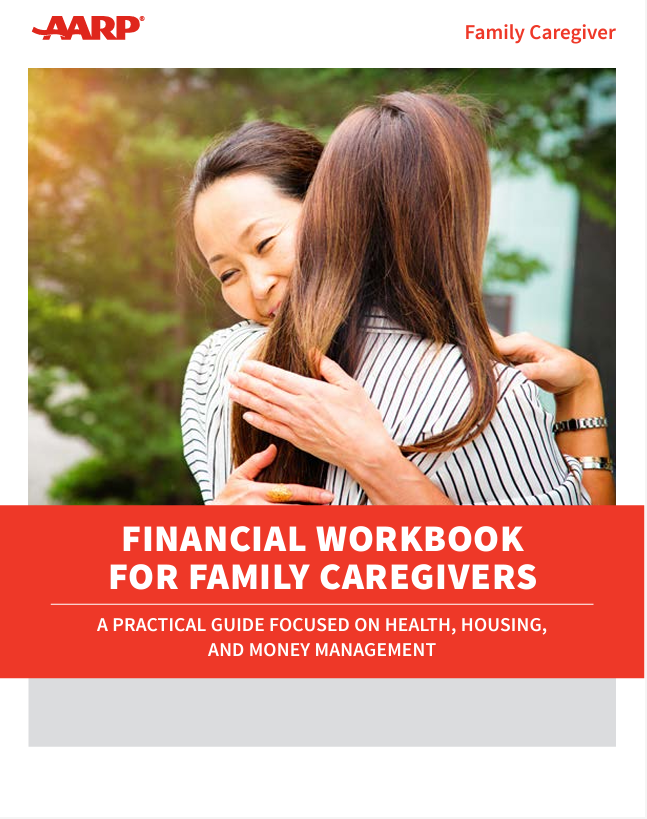 AARP®
Family Caregiver
FINANCIAL WORKBOOK
FOR FAMILY CAREGIVERS
A PRACTICAL GUIDE FOCUSED ON HEALTH, HOUSING,
AND MONEY MANAGEMENT